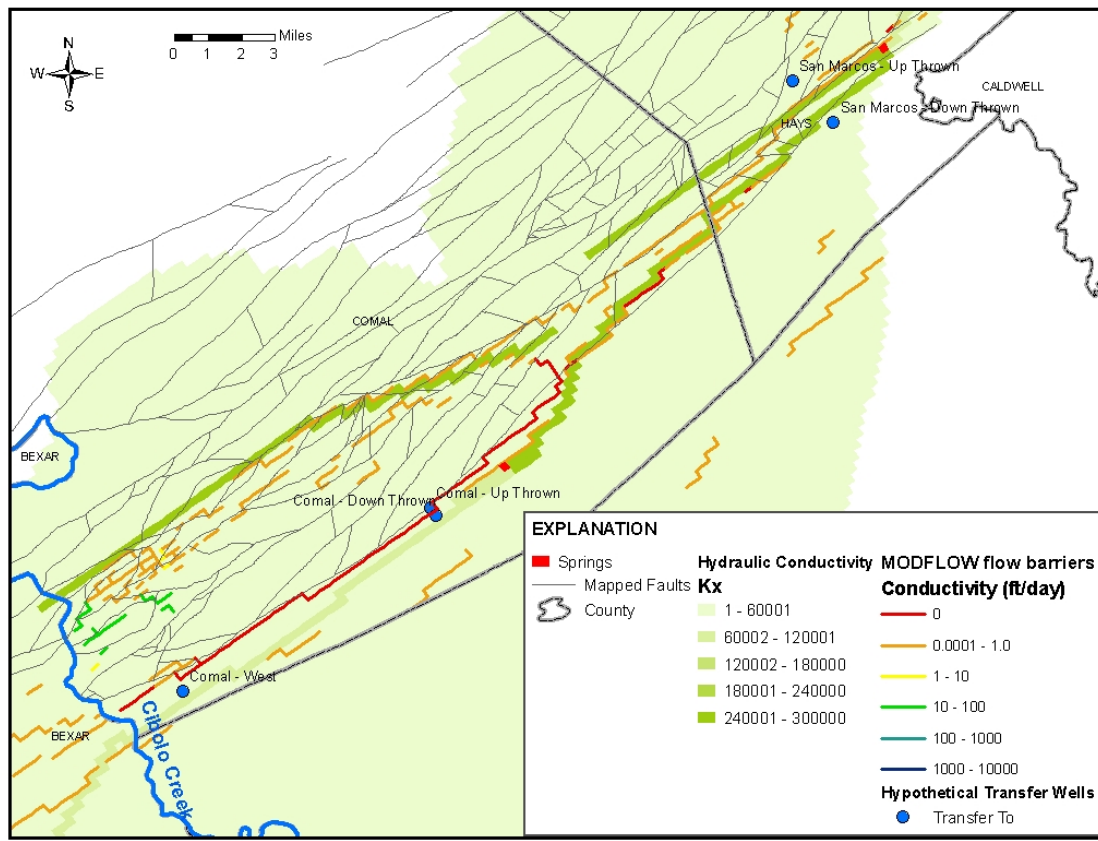 N
W E
S
0 1 2 3 Miles
San Marcos - Up Thrown
CALDWELL
San Marcos - Down Thrown
HAYS
COMAL
BEXAR
Comal - Down Thrown
Comal - Up Thrown
Comal - West
BEXAR
Cibolo Creek
EXPLANATION
Springs
Mapped Faults
County
Hydraulic Conductivity
Kx
1 - 60001
60002 - 120001
120002 - 180000
180001 - 240000
240001 - 300000
MODFLOW flow barriers
Conductivity (ft/day)
0
0.0001 - 1.0
1 - 10
10 - 100
100 - 1000
1000 - 10000
Hypothetical Transfer Wells
Transfer To